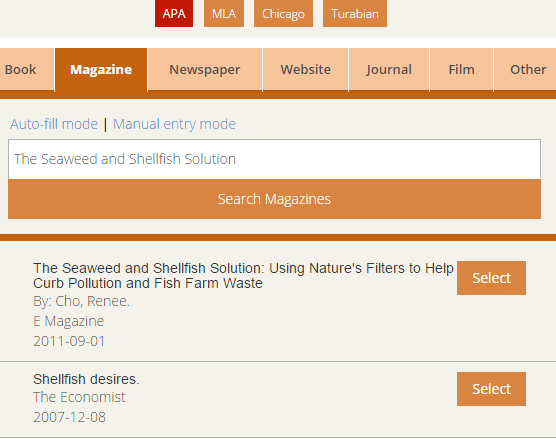 APA MLA Chicago Turabian
Book Magazine Newspaper Website Journal Film Other
Auto-fill mode | Manual entry mode
The Seaweed and Shellfish Solution
Search Magazines
The Seaweed and Shellfish Solution: Using Nature's Filters to Help
Curb Pollution and Fish Farm Waste
Select
By: Cho, Renee.
E Magazine
2011-09-01
Shellfish desires.
Select
The Economist
2007-12-08